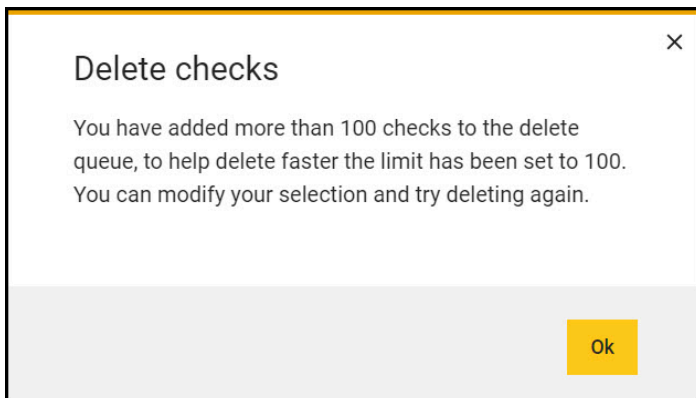 Delete checks
You have added more than 100 checks to the delete
queue, to help delete faster the limit has been set to 100.
You can modify your selection and try deleting again.
Ok